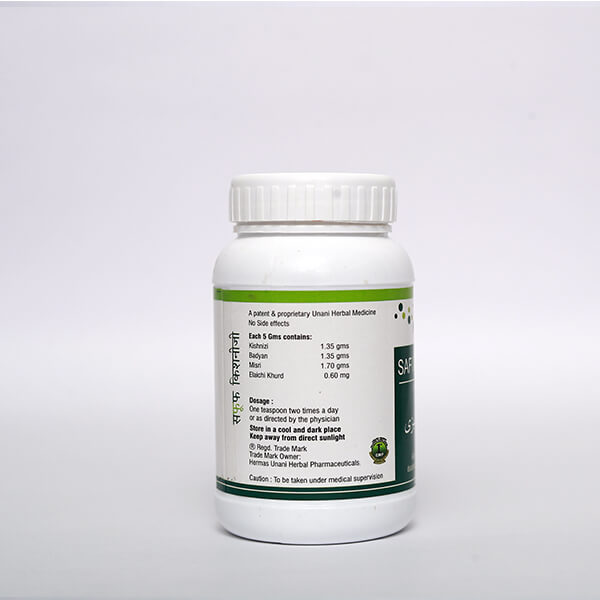 सफूफ किशनीजी
A patent & proprietary Unani Herbal Medicine
No Side effects
Each 5 Gms contains:
Kishnizi 1.35 gms
Badyan 1.35 gms
Misri 1.70 gms
Elaichi Khurd 0.60 mg
Dosage :
One teaspoon two times a day
or as directed by the physician
Store in a cool and dark place
Keep away from direct sunlight
® Regd. Trade Mark
Trade Mark Owner:
Hermas Unani Herbal Pharmaceuticals.
Caution : To be taken under medical supervision
GMP
SAF